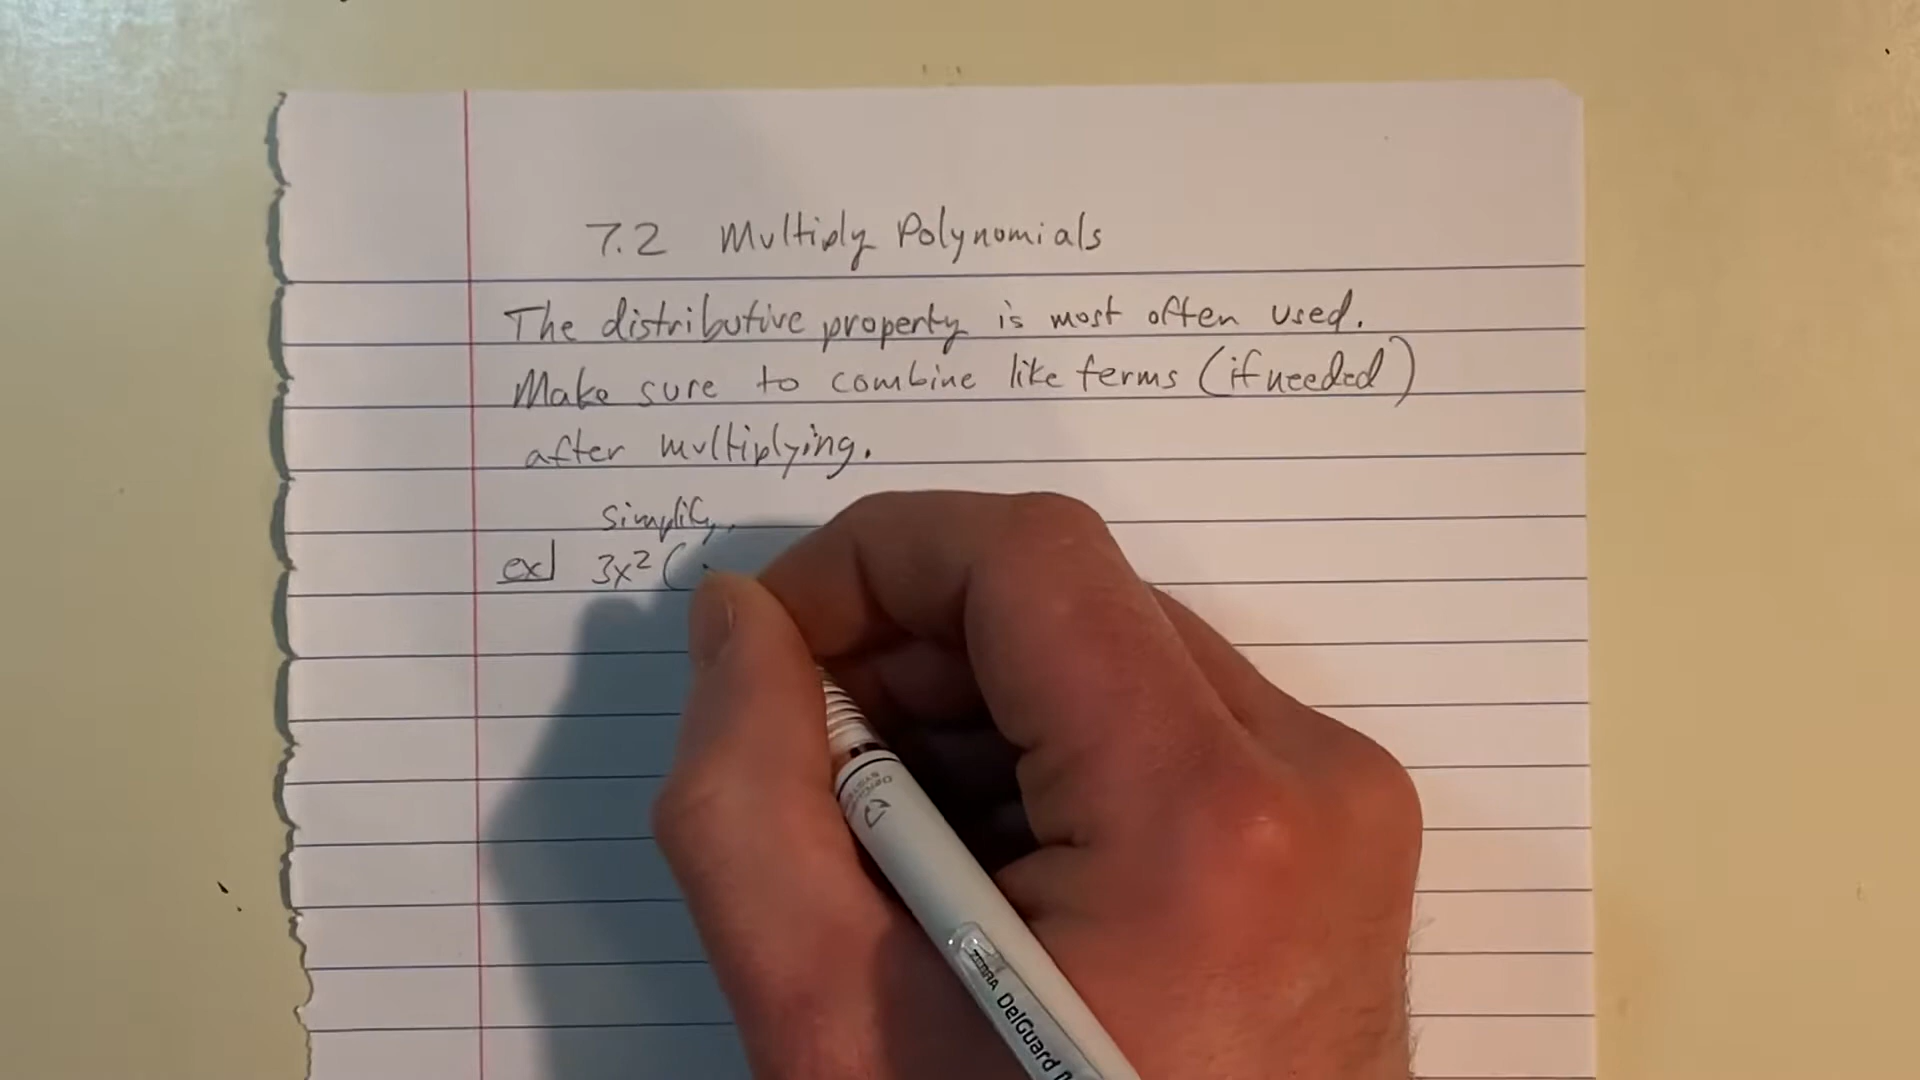 7.2 Multiply Polynomials
The distributive property is most often used.
Make sure to combine like terms (if needed)
after multiplying.
simplify.
ex) 3x² (
ZEBRA DelGuard